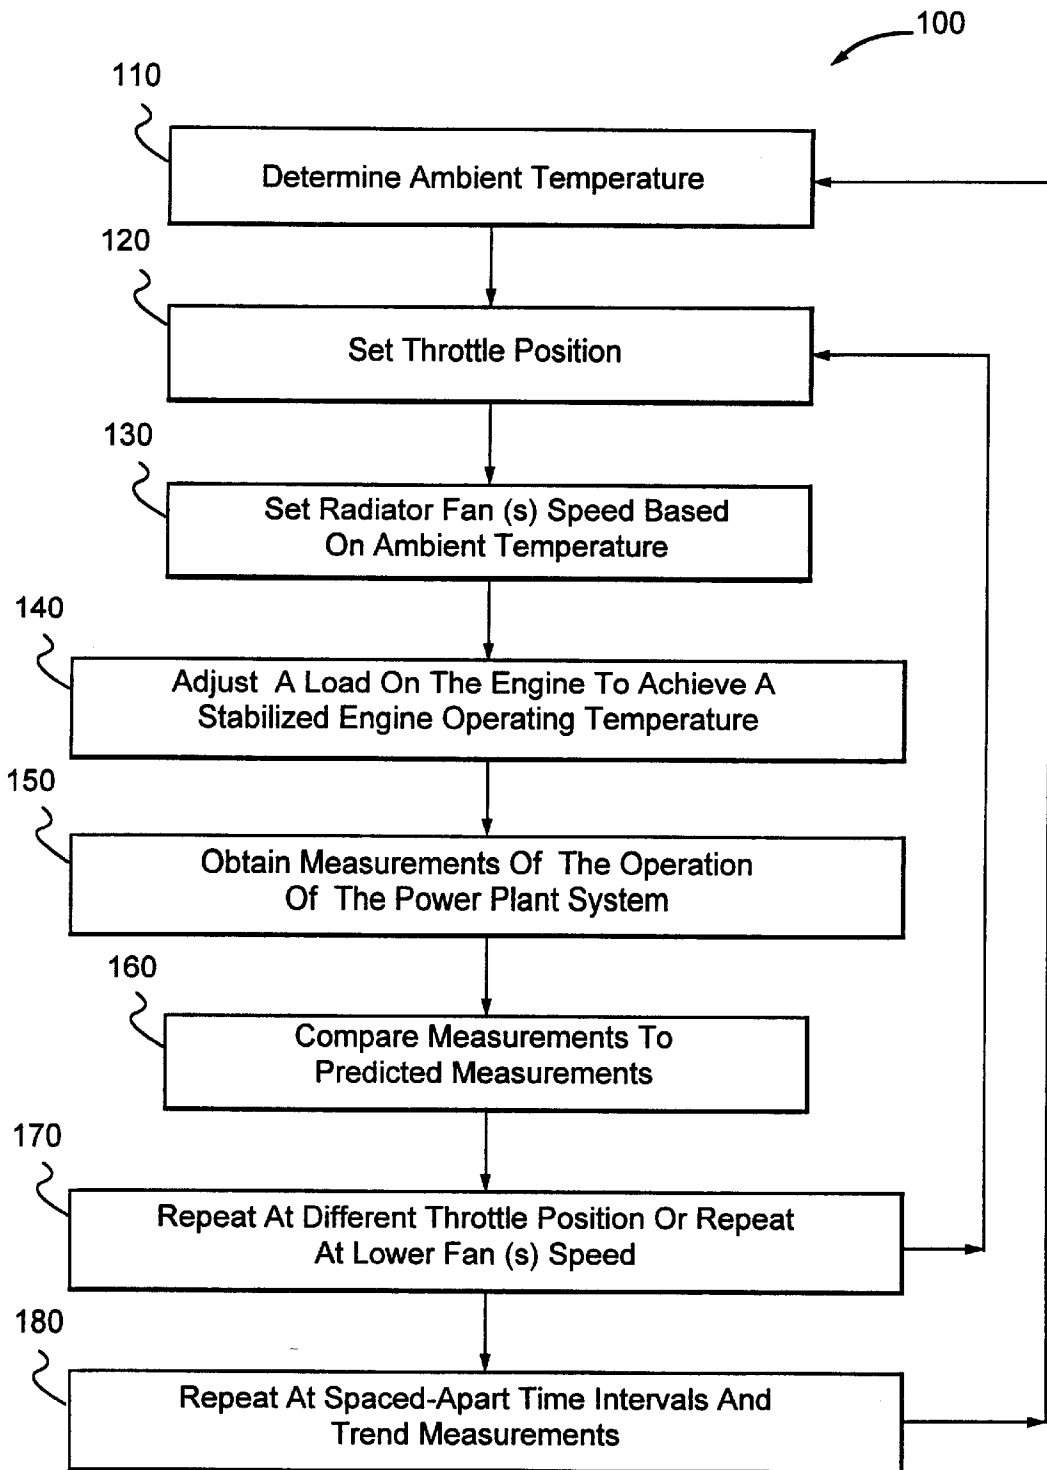 100
110
Determine Ambient Temperature
120
Set Throttle Position
130
Set Radiator Fan (s) Speed Based
On Ambient Temperature
140
Adjust A Load On The Engine To Achieve A
Stabilized Engine Operating Temperature
150
Obtain Measurements Of The Operation
Of The Power Plant System
160
Compare Measurements To
Predicted Measurements
170
Repeat At Different Throttle Position Or Repeat
At Lower Fan (s) Speed
180
Repeat At Spaced-Apart Time Intervals And
Trend Measurements